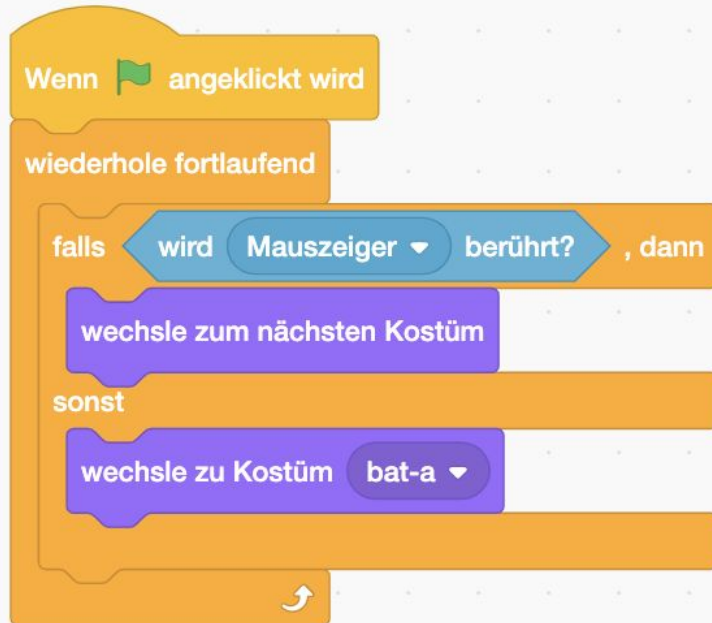 Wenn angeklickt wird
wiederhole fortlaufend
falls wird Mauszeiger berührt? , dann
wechsle zum nächsten Kostüm
sonst
wechsle zu Kostüm bat-a